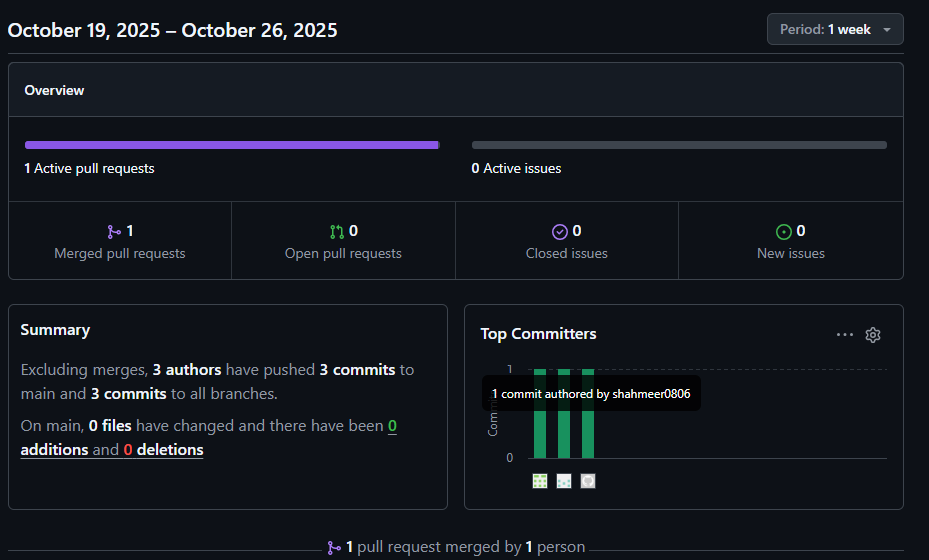 October 19, 2025 – October 26, 2025
Period: 1 week
Overview
1 Active pull requests
0 Active issues
1
Merged pull requests
0
Open pull requests
0
Closed issues
0
New issues
Summary
Excluding merges, 3 authors have pushed 3 commits to
main and 3 commits to all branches.
On main, 0 files have changed and there have been 0
additions and 0 deletions
Top Committers
1
1 commit authored by shahmeer0806
0
1 pull request merged by 1 person